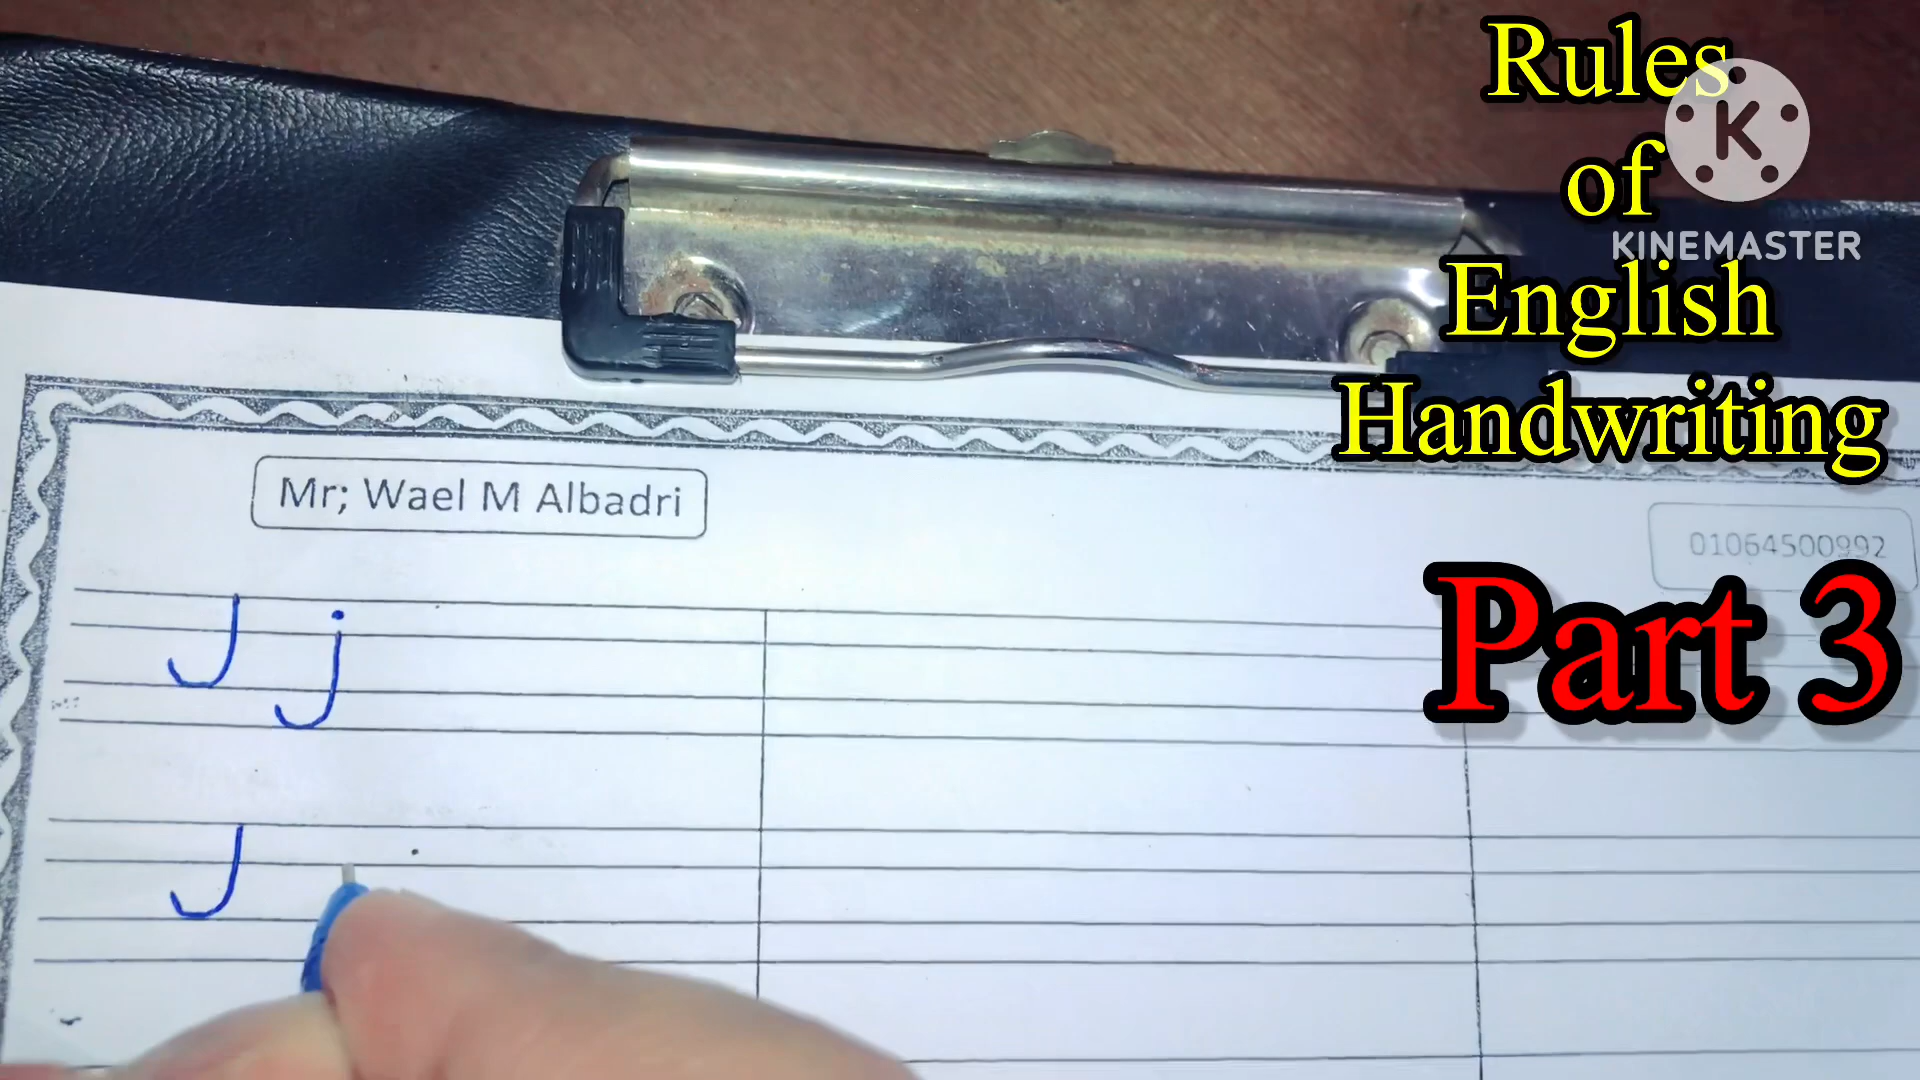 Rules
of
English
Handwriting
KINEMASTER
Mr; Wael M Albadri
01064500992
Part 3
J j
J